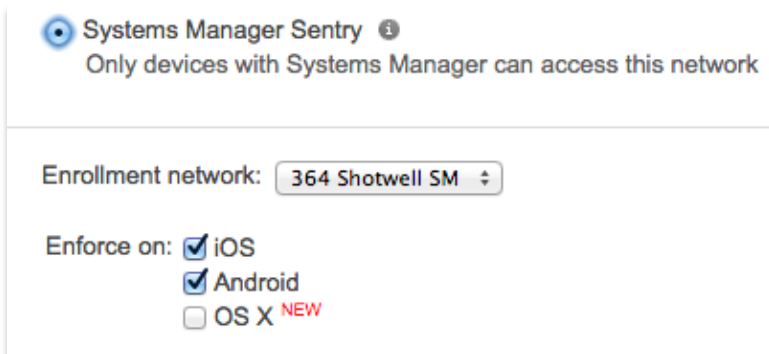 Systems Manager Sentry
Only devices with Systems Manager can access this network
Enrollment network: 364 Shotwell SM
Enforce on: iOS
Android
OS X NEW